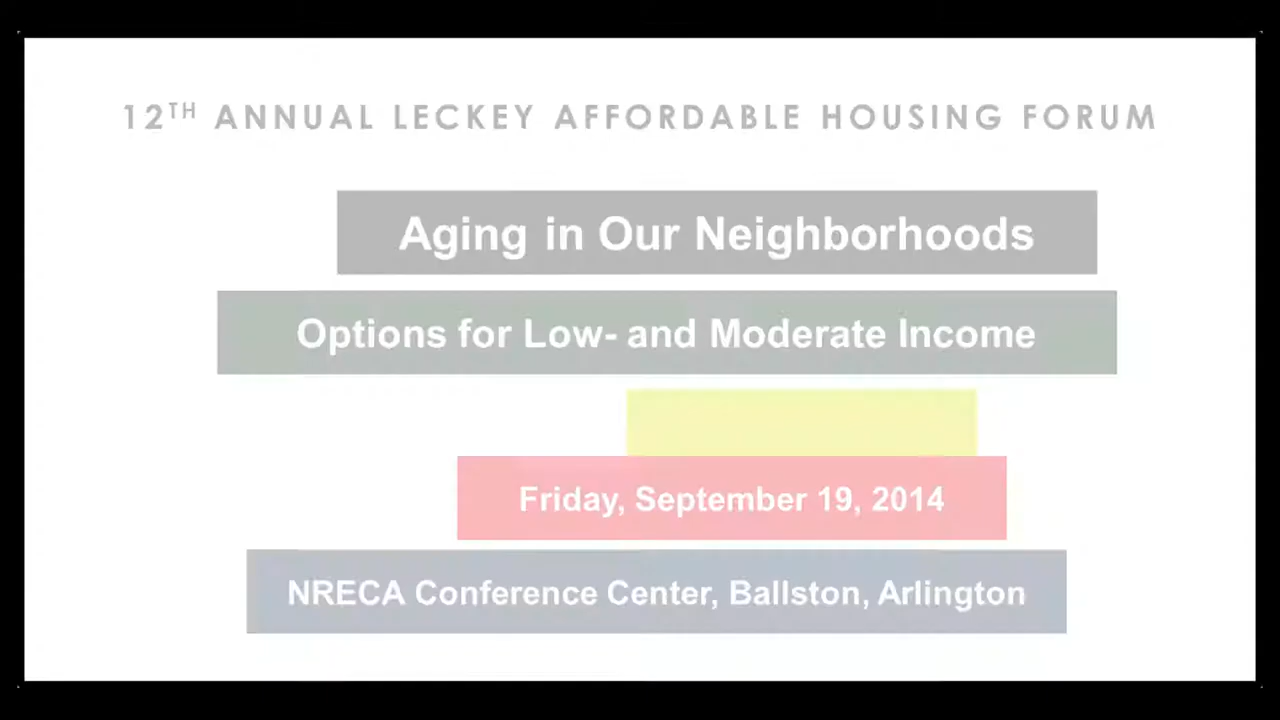 12TH ANNUAL LECKEY AFFORDABLE HOUSING FORUM
Aging in Our Neighborhoods
Options for Low- and Moderate Income
Friday, September 19, 2014
NRECA Conference Center, Ballston, Arlington